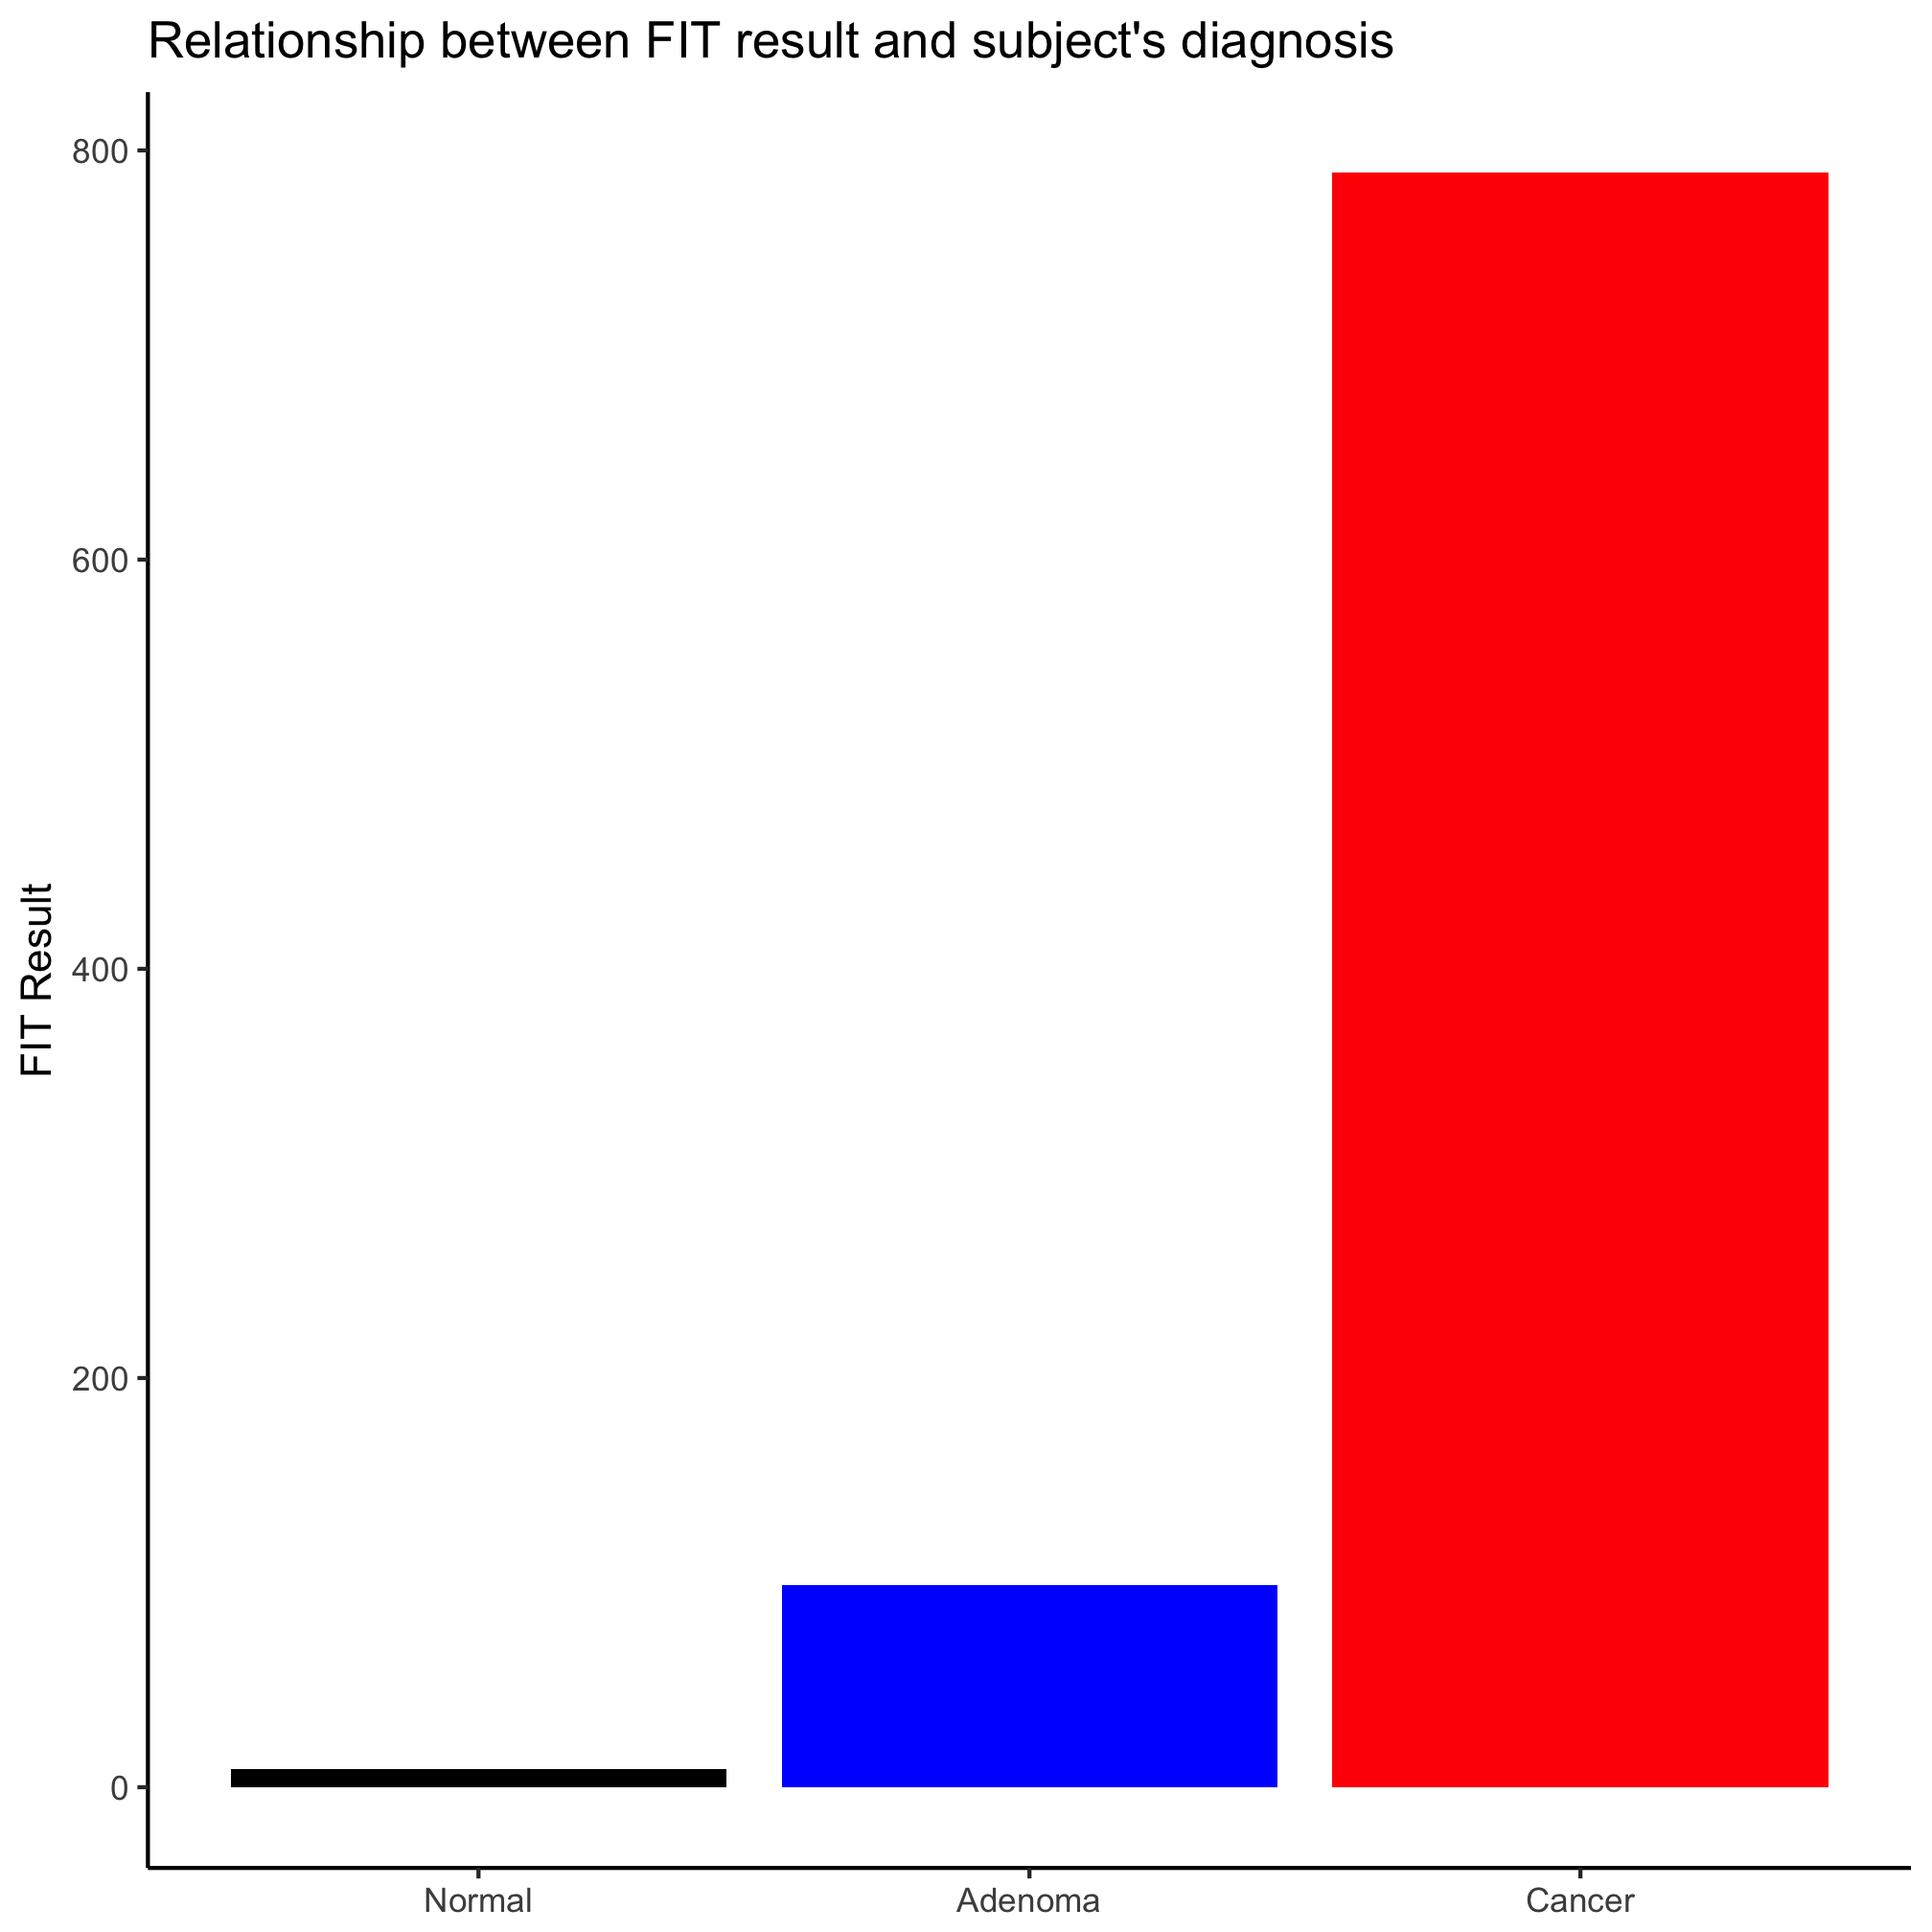 Relationship between FIT result and subject's diagnosis
800
600
400
200
0
FIT Result
Normal
Adenoma
Cancer